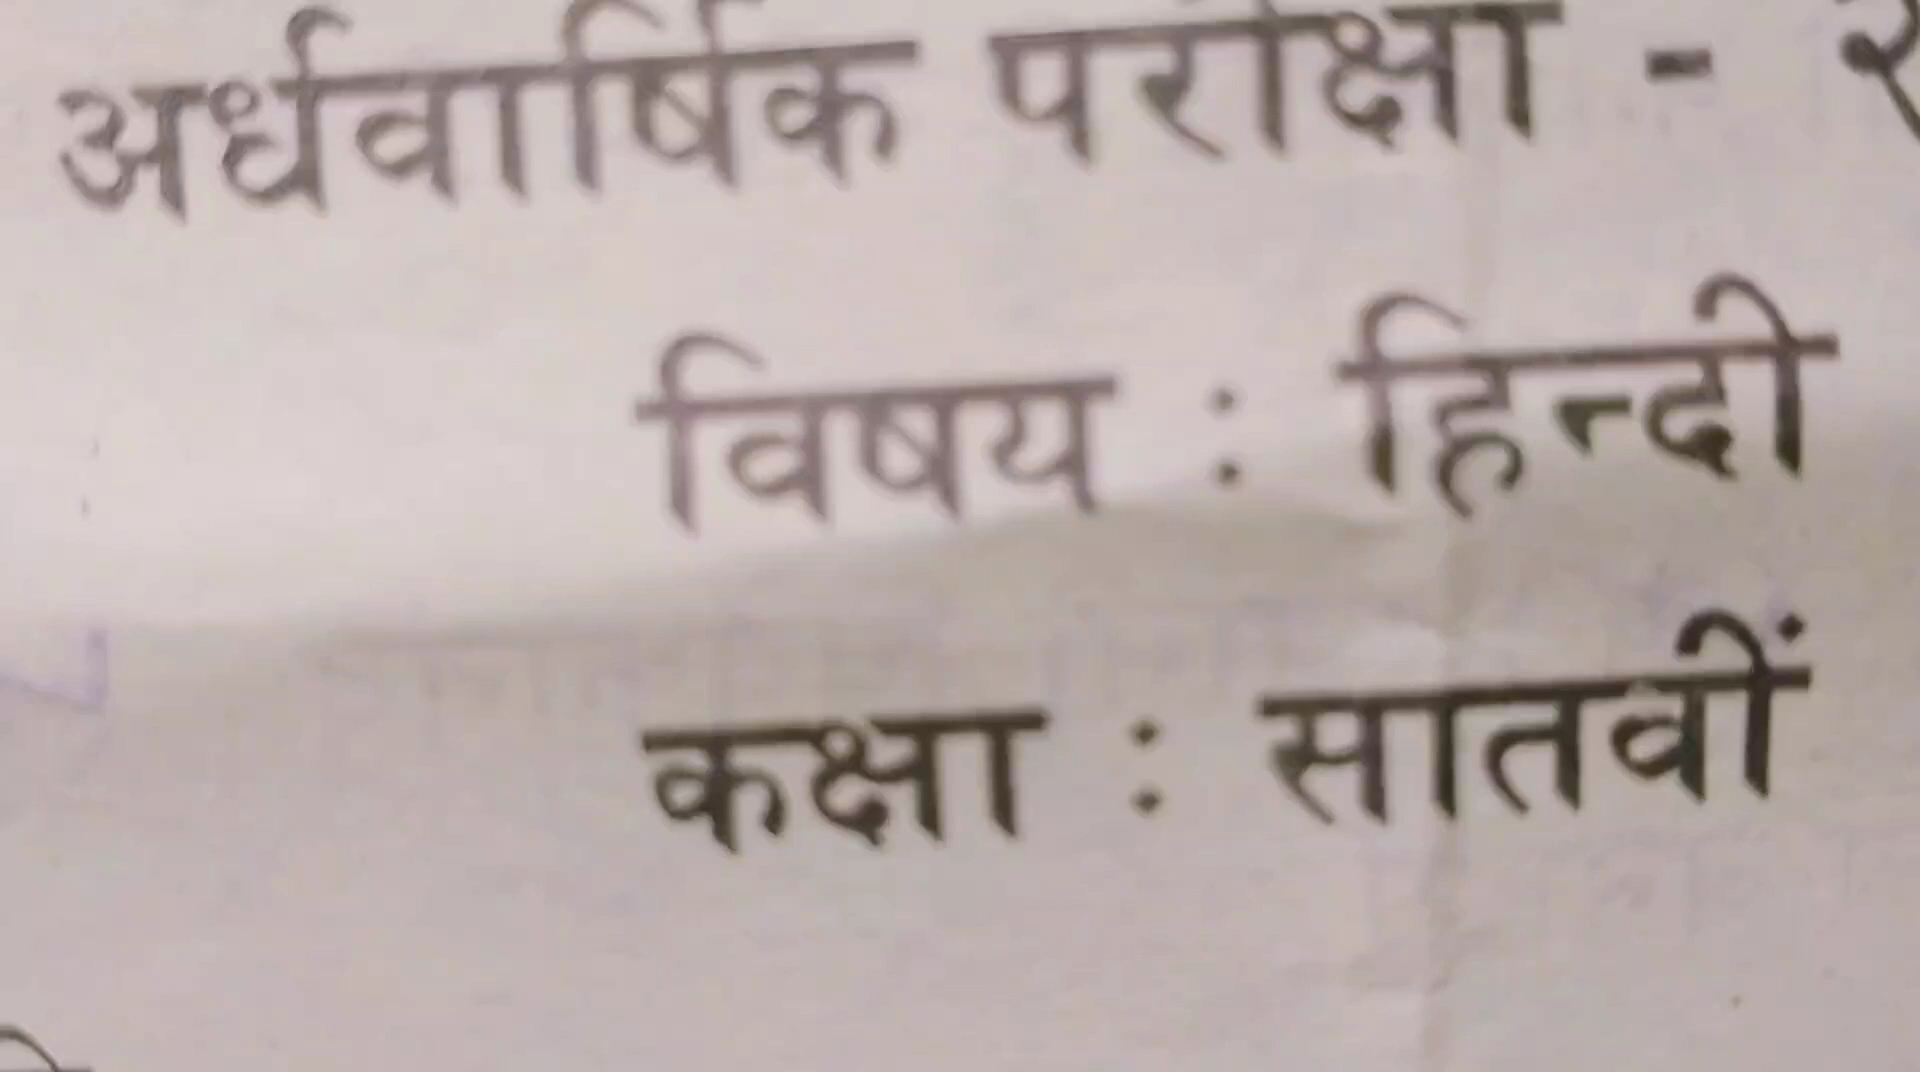 अर्धवार्षिक परीक्षा -
विषय : हिन्दी
कक्षा : सातवीं